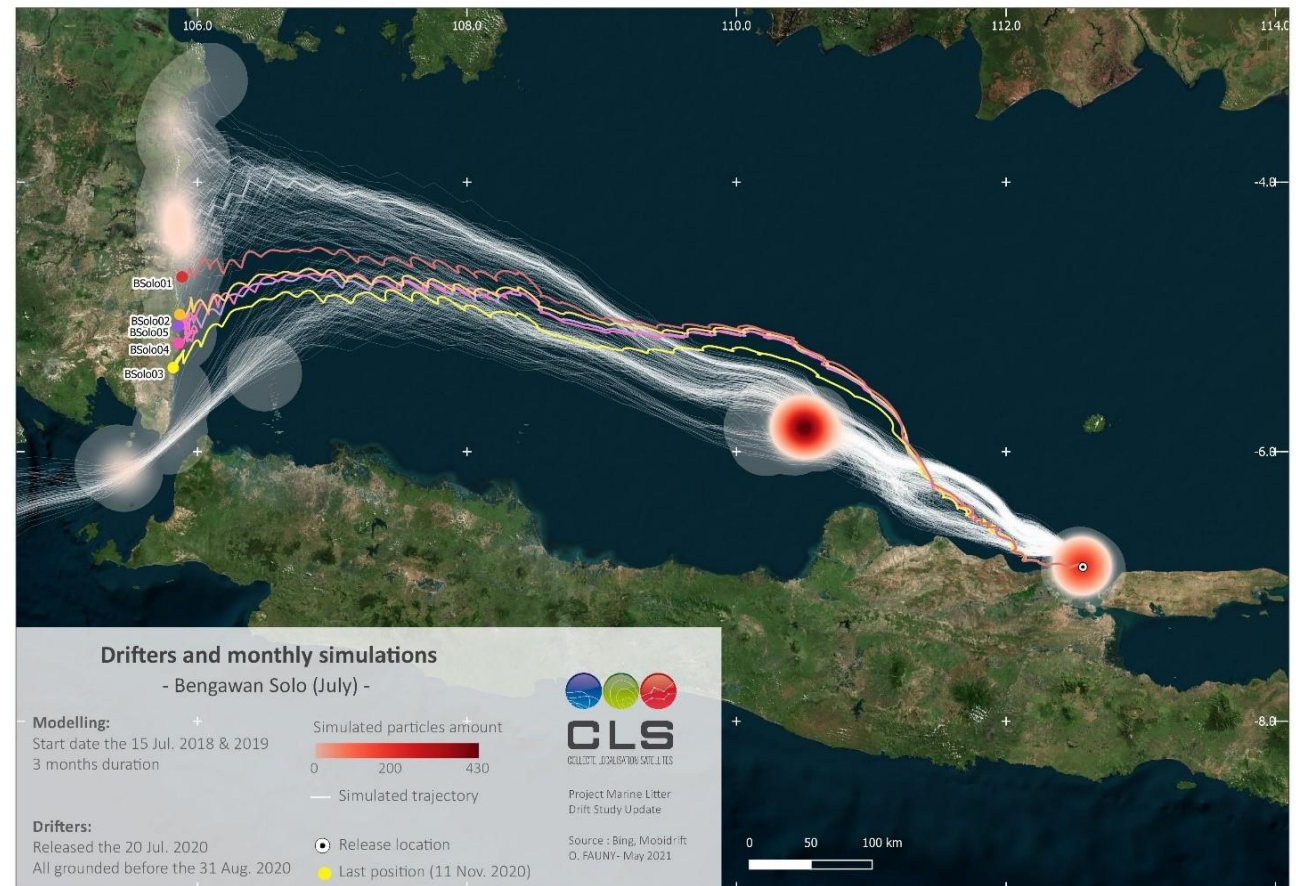 106.0 108.0 110.0 112.0 114.0
-4.0
BSolo01
BSolo02
BSolo05
BSolo04
BSolo03
-6.0
-8.0
Drifters and monthly simulations
- Bengawan Solo (July) -
Modelling:
Start date the 15 Jul. 2018 & 2019
3 months duration
Drifters:
Released the 20 Jul. 2020
All grounded before the 31 Aug. 2020
Simulated particles amount
0 200 430
Simulated trajectory
Release location
Last position (11 Nov. 2020)
CLS
COLLECTE LOCALISATION SATELLITES
Project Marine Litter
Drift Study Update
Source : Bing, Mobidrift
O. FAUNY- May 2021
0 50 100 km